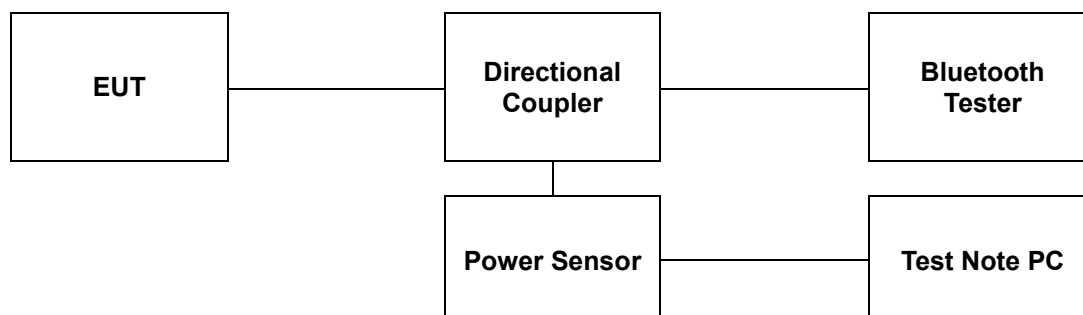 EUT
Directional
Coupler
Bluetooth
Tester
Power Sensor
Test Note PC